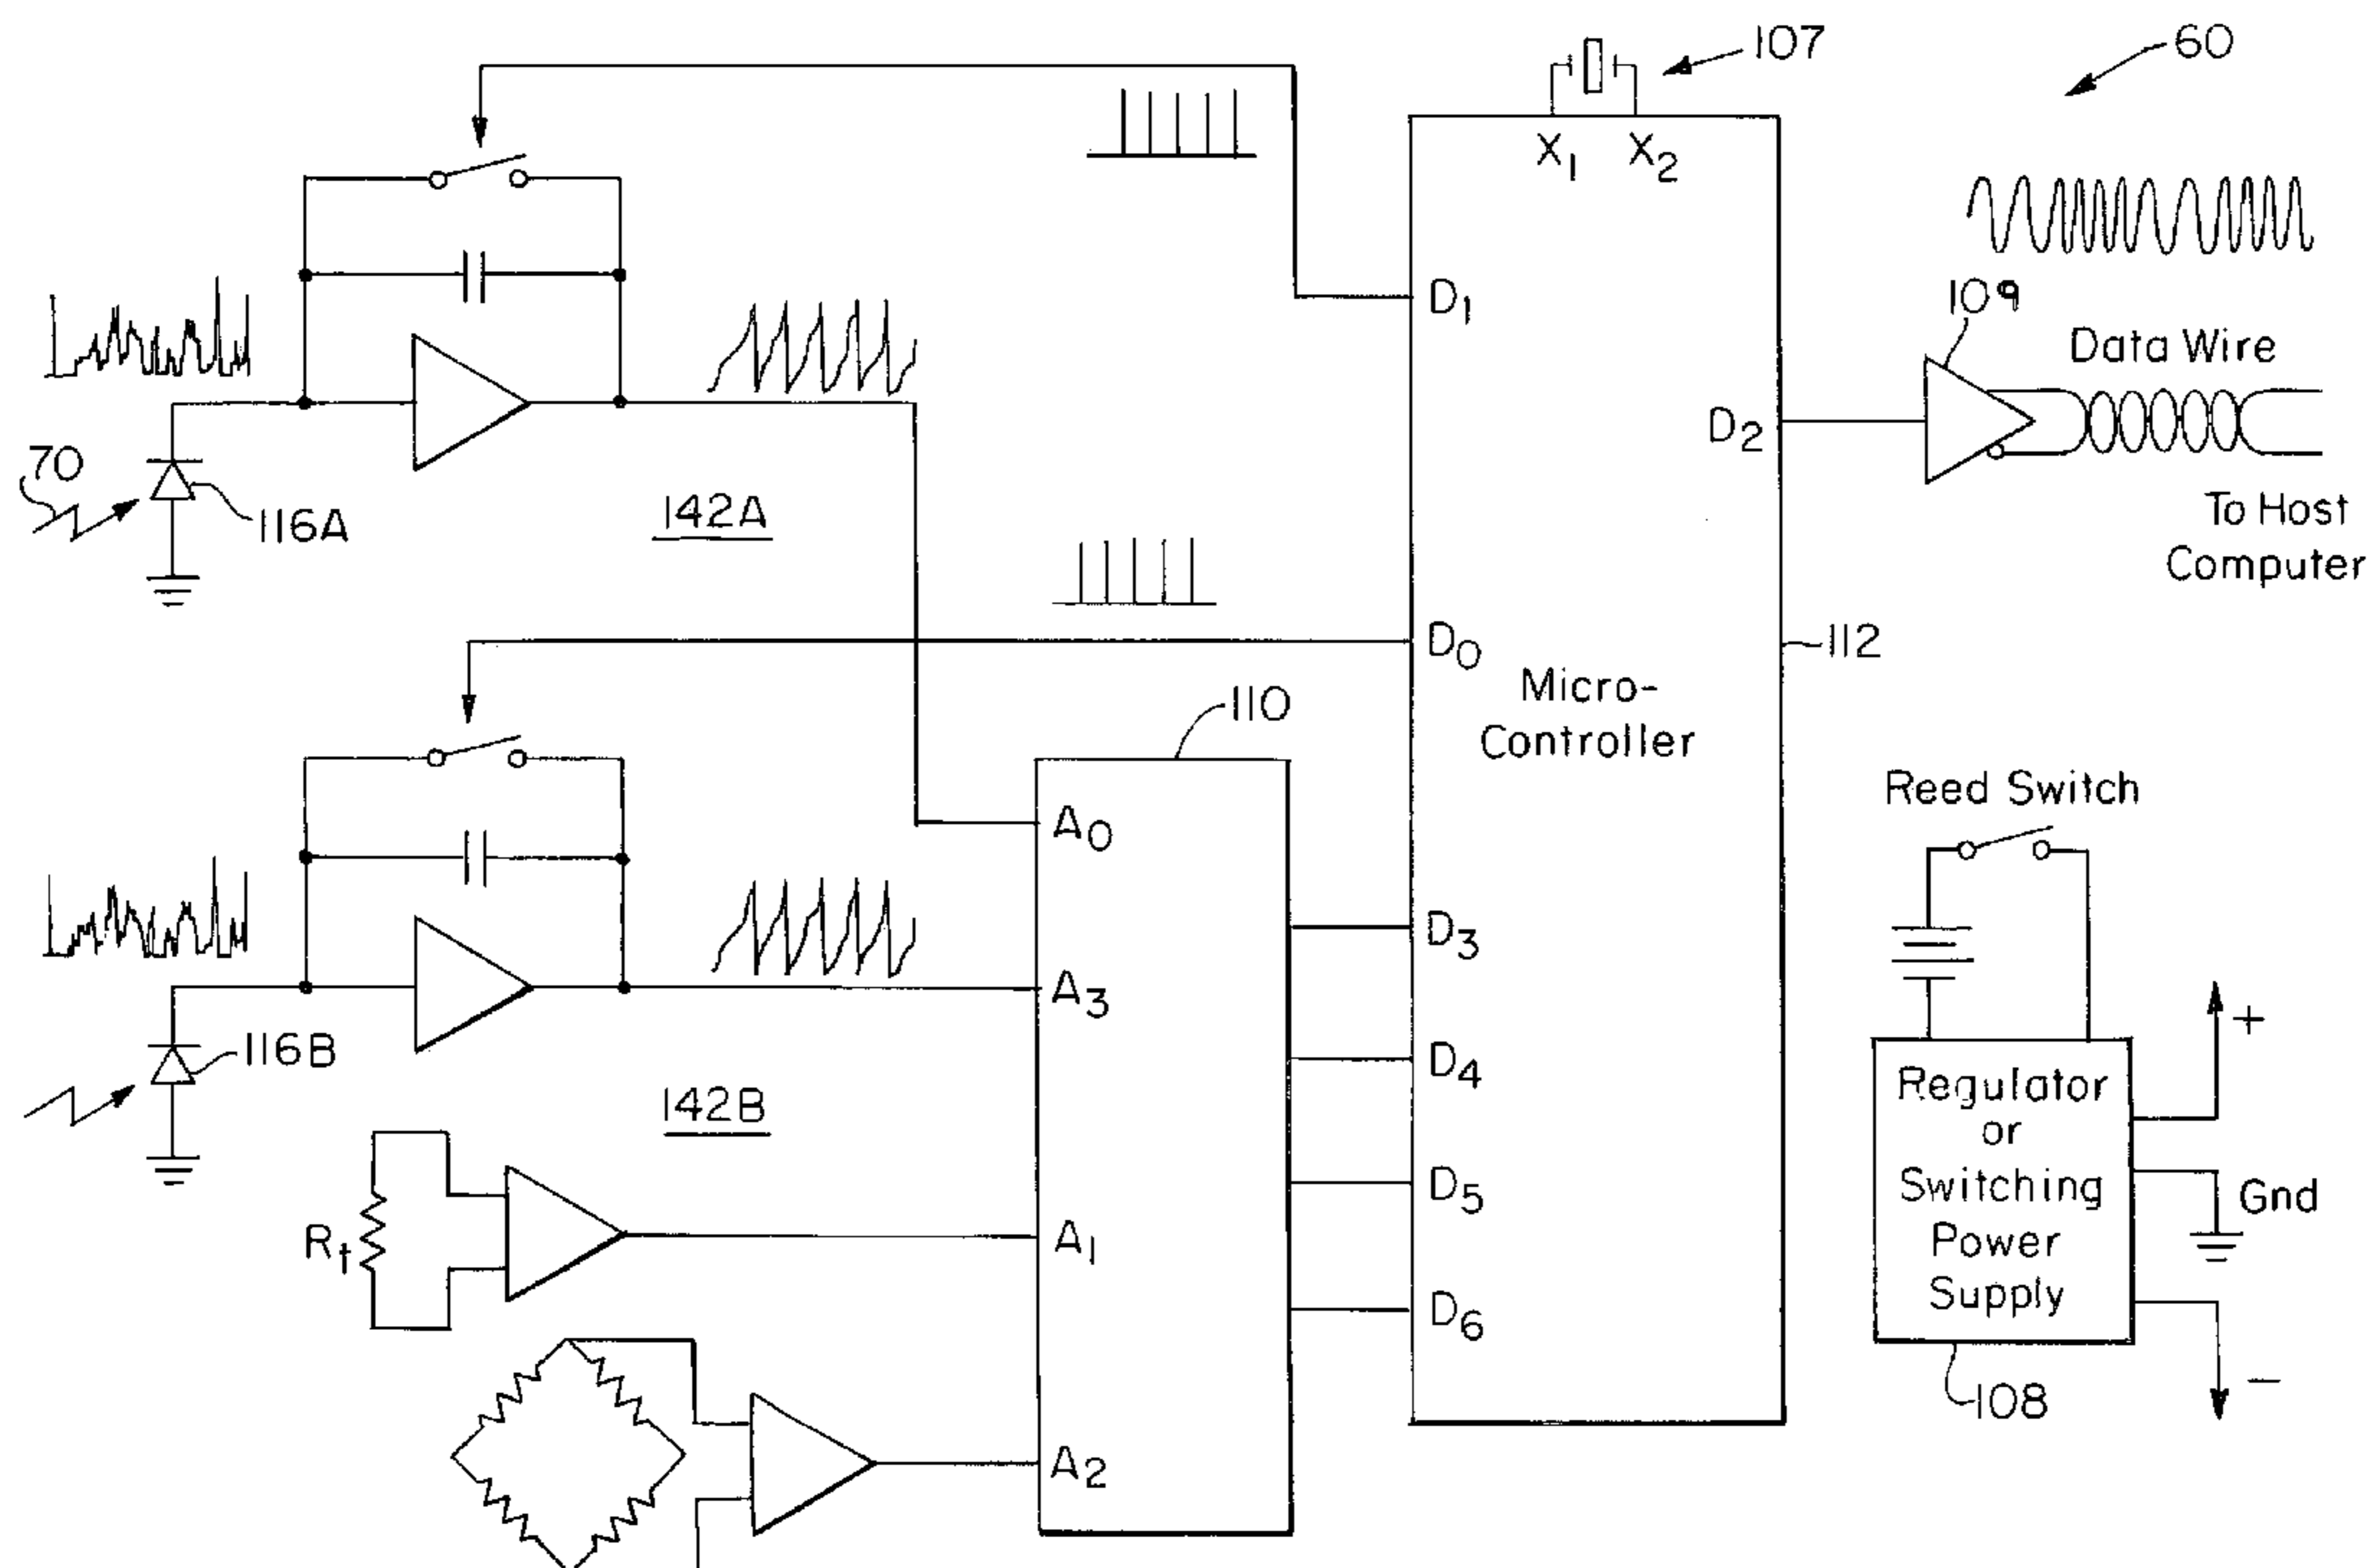 107
60
X1 X2
109
D1
Data Wire
D2
70
116A
142A
To Host
Computer
D0
112
Micro-
Controller
110
Reed Switch
A0
D3
A3
116B
D4
142B
Regulator
or
Switching
Power
Supply
+
Gnd
−
D5
Rt
A1
D6
108
A2